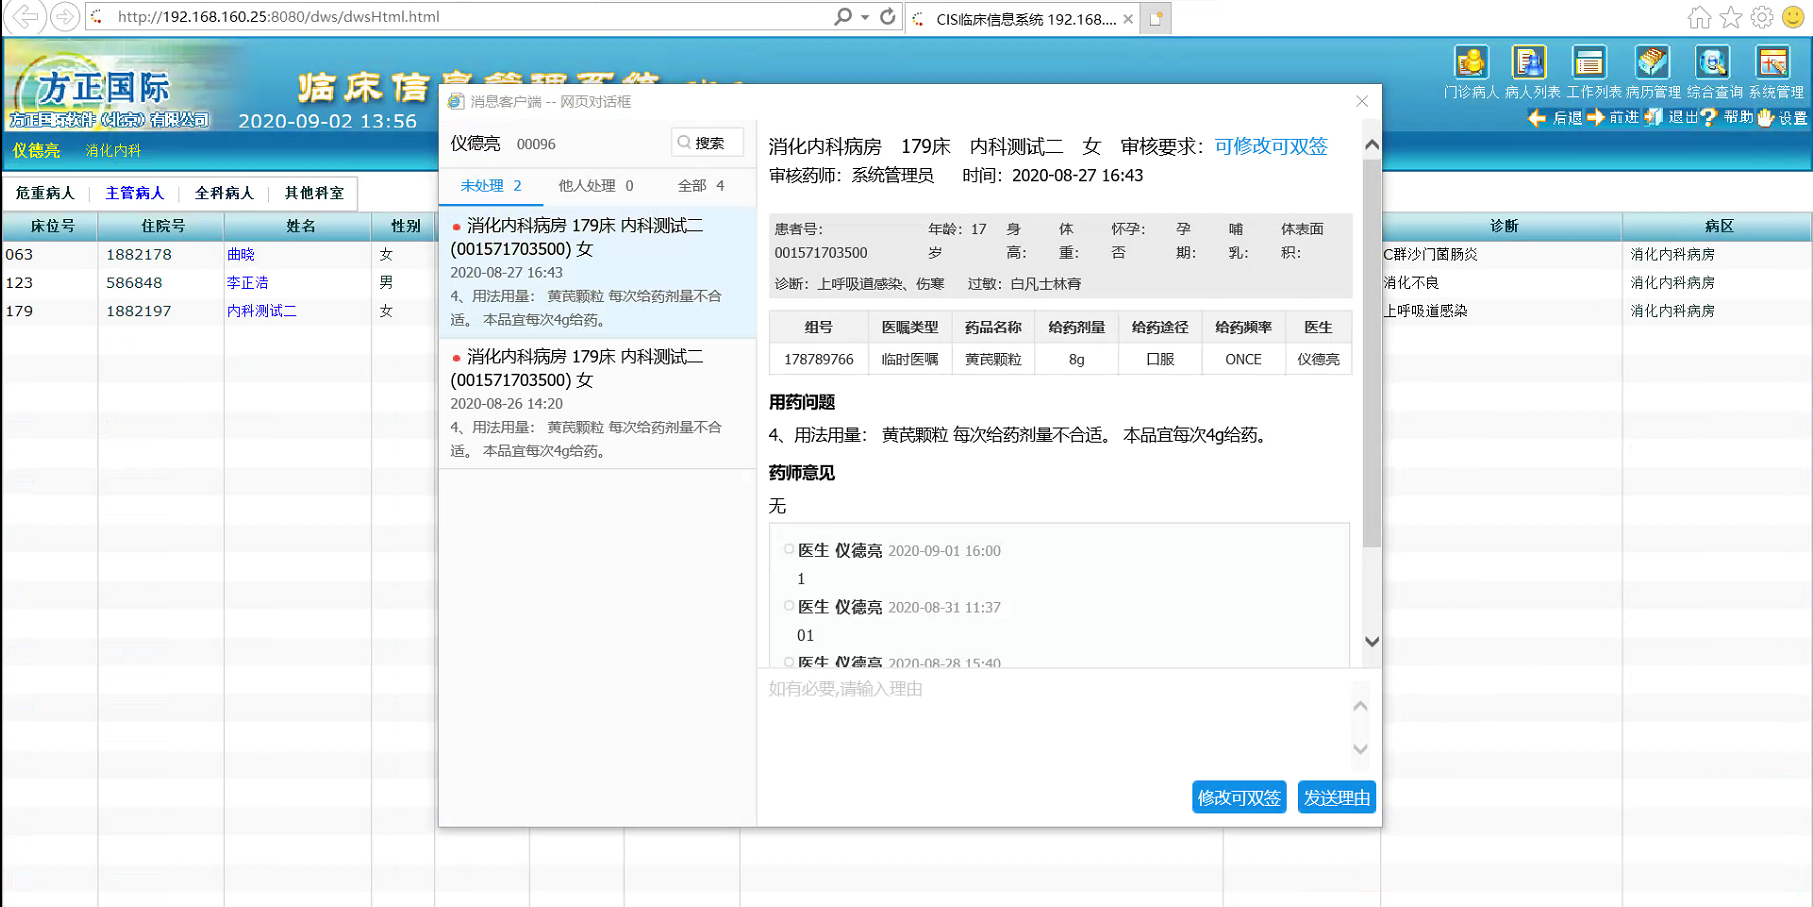 http://192.168.160.25:8080/dws/dwsHtml.html
CIS临床信息系统 192.168....
方正国际
方正国际软件（北京）有限公司
临床信息管理系统
2020-09-02 13:56
门诊病人 病人列表 工作列表 病历管理 综合查询 系统管理
后退 前进 退出 帮助 设置
仪德亮 消化内科
危重病人 主管病人 全科病人 其他科室
床位号 住院号 姓名 性别 诊断 病区
063 1882178 曲晓 女 C群沙门菌肠炎 消化内科病房
123 586848 李正浩 男 消化不良 消化内科病房
179 1882197 内科测试二 女 上呼吸道感染 消化内科病房
消息客户端 -- 网页对话框
仪德亮 00096 搜索
未处理 2 他人处理 0 全部 4
消化内科病房 179床 内科测试二
(001571703500) 女
2020-08-27 16:43
4、用法用量： 黄芪颗粒 每次给药剂量不合
适。 本品宜每次4g给药。
消化内科病房 179床 内科测试二
(001571703500) 女
2020-08-26 14:20
4、用法用量： 黄芪颗粒 每次给药剂量不合
适。 本品宜每次4g给药。
消化内科病房 179床 内科测试二 女 审核要求：可修改可双签
审核药师：系统管理员 时间：2020-08-27 16:43
患者号： 年龄：17 身 体 怀孕： 孕 哺 体表面
001571703500 岁 高： 重： 否 期： 乳： 积：
诊断：上呼吸道感染、伤寒 过敏：白凡士林膏
组号 医嘱类型 药品名称 给药剂量 给药途径 给药频率 医生
178789766 临时医嘱 黄芪颗粒 8g 口服 ONCE 仪德亮
用药问题
4、用法用量： 黄芪颗粒 每次给药剂量不合适。 本品宜每次4g给药。
药师意见
无
医生 仪德亮 2020-09-01 16:00
1
医生 仪德亮 2020-08-31 11:37
01
医生 仪德亮 2020-08-28 15:40
如有必要,请输入理由
修改可双签 发送理由